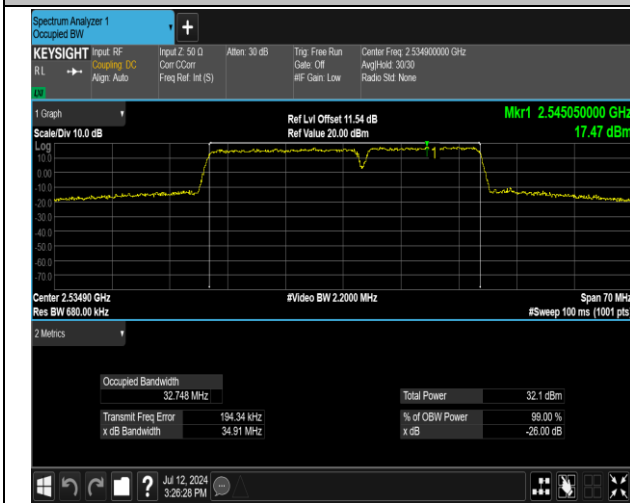 Spectrum Analyzer 1
Occupied BW
+
KEYSIGHT
RL
LV
Input: RF
Coupling: DC
Align: Auto
Input Z: 50 Ω
Corr CCorr
Freq Ref: Int (S)
Atten: 30 dB
Trig: Free Run
Gate: Off
#IF Gain: Low
Center Freq: 2.534900000 GHz
Avg|Hold: 30/30
Radio Std: None
1 Graph
Scale/Div 10.0 dB
Ref Lvl Offset 11.54 dB
Ref Value 20.00 dBm
Mkr1 2.545050000 GHz
17.47 dBm
Log
10.0
0.00
-10.0
-20.0
-30.0
-40.0
-50.0
-60.0
-70.0
1
Center 2.53490 GHz
Res BW 680.00 kHz
#Video BW 2.2000 MHz
Span 70 MHz
#Sweep 100 ms (1001 pts)
2 Metrics
Occupied Bandwidth
32.748 MHz
Transmit Freq Error 194.34 kHz
x dB Bandwidth 34.91 MHz
Total Power 32.1 dBm
% of OBW Power 99.00 %
x dB -26.00 dB
?
Jul 12, 2024
3:26:28 PM